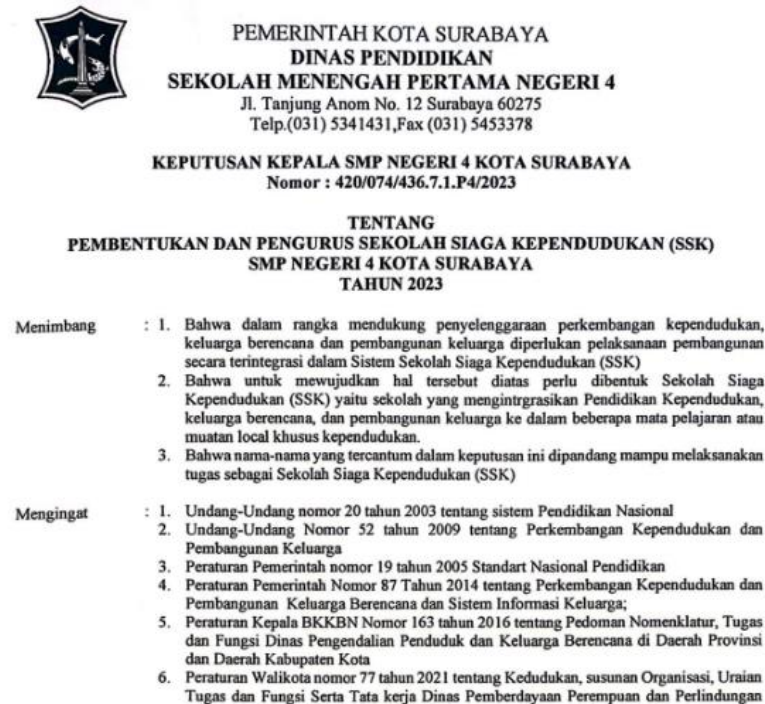 PEMERINTAH KOTA SURABAYA
DINAS PENDIDIKAN
SEKOLAH MENENGAH PERTAMA NEGERI 4
Jl. Tanjung Anom No. 12 Surabaya 60275
Telp.(031) 5341431,Fax (031) 5453378
KEPUTUSAN KEPALA SMP NEGERI 4 KOTA SURABAYA
Nomor : 420/074/436.7.1.P4/2023
TENTANG
PEMBENTUKAN DAN PENGURUS SEKOLAH SIAGA KEPENDUDUKAN (SSK)
SMP NEGERI 4 KOTA SURABAYA
TAHUN 2023
Menimbang : 1. Bahwa dalam rangka mendukung penyelenggaraan perkembangan kependudukan,
keluarga berencana dan pembangunan keluarga diperlukan pelaksanaan pembangunan
secara terintegrasi dalam Sistem Sekolah Siaga Kependudukan (SSK)
2. Bahwa untuk mewujudkan hal tersebut diatas perlu dibentuk Sekolah Siaga
Kependudukan (SSK) yaitu sekolah yang mengintrgrasikan Pendidikan Kependudukan,
keluarga berencana, dan pembangunan keluarga ke dalam beberapa mata pelajaran atau
muatan local khusus kependudukan.
3. Bahwa nama-nama yang tercantum dalam keputusan ini dipandang mampu melaksanakan
tugas sebagai Sekolah Siaga Kependudukan (SSK)
Mengingat : 1. Undang-Undang nomor 20 tahun 2003 tentang sistem Pendidikan Nasional
2. Undang-Undang Nomor 52 tahun 2009 tentang Perkembangan Kependudukan dan
Pembangunan Keluarga
3. Peraturan Pemerintah nomor 19 tahun 2005 Standart Nasional Pendidikan
4. Peraturan Pemerintah Nomor 87 Tahun 2014 tentang Perkembangan Kependudukan dan
Pembangunan Keluarga Berencana dan Sistem Informasi Keluarga;
5. Peraturan Kepala BKKBN Nomor 163 tahun 2016 tentang Pedoman Nomenklatur, Tugas
dan Fungsi Dinas Pengendalian Penduduk dan Keluarga Berencana di Daerah Provinsi
dan Daerah Kabupaten Kota
6. Peraturan Walikota nomor 77 tahun 2021 tentang Kedudukan, susunan Organisasi, Uraian
Tugas dan Fungsi Serta Tata kerja Dinas Pemberdayaan Perempuan dan Perlindungan